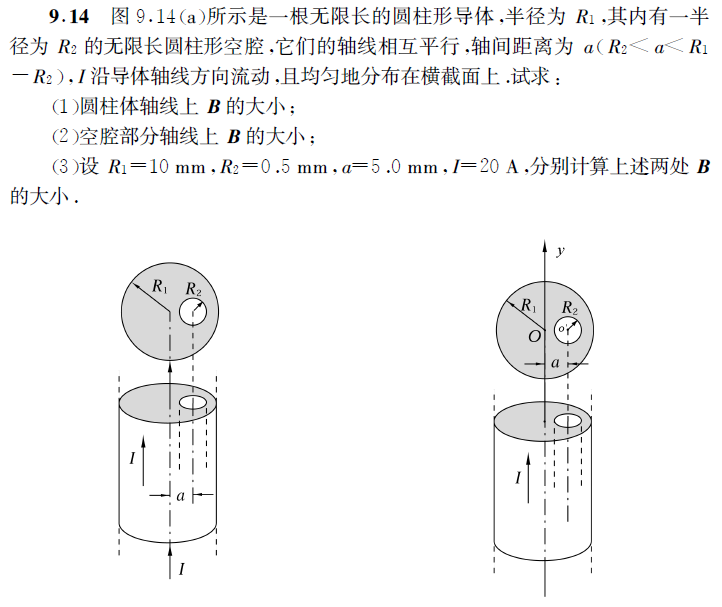 9.14 图 9.14(a)所示是一根无限长的圆柱形导体,半径为 R₁,其内有一半
径为 R₂ 的无限长圆柱形空腔,它们的轴线相互平行,轴间距离为 a(R₂<a<R₁
-R₂),I 沿导体轴线方向流动,且均匀地分布在横截面上.试求:
(1)圆柱体轴线上 B 的大小;
(2)空腔部分轴线上 B 的大小;
(3)设 R₁=10 mm,R₂=0.5 mm,a=5.0 mm,I=20 A,分别计算上述两处 B
的大小.
R₁ R₂
I
a
I
y
R₁ R₂
O o′
a
I